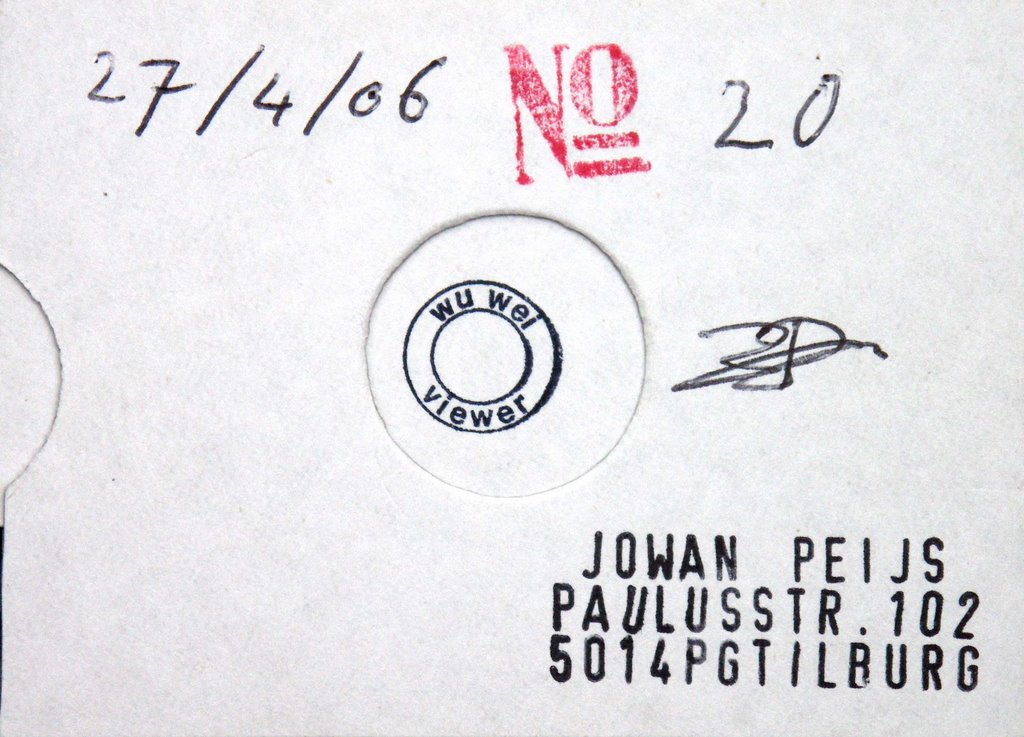 27/4/06 No 20
wu wei
viewer
JOWAN PEIJS
PAULUSSTR.102
5014PGTILBURG